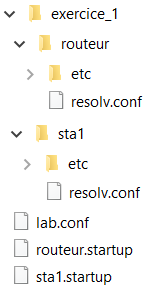 exercice_1
routeur
etc
resolv.conf
sta1
etc
resolv.conf
lab.conf
routeur.startup
sta1.startup